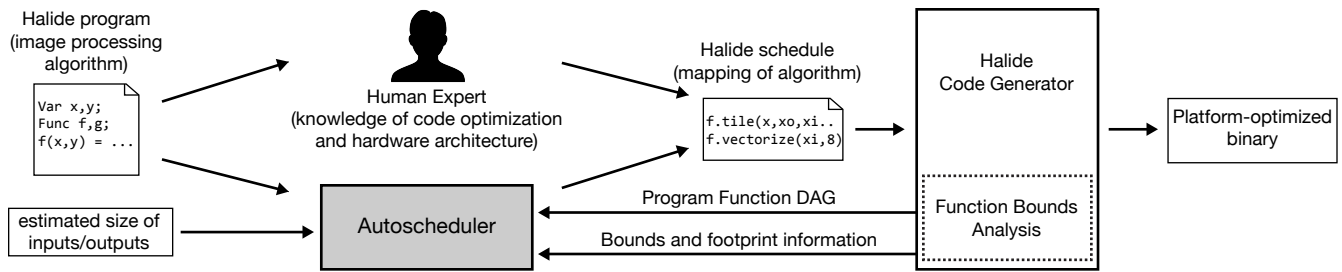 Halide program
(image processing
algorithm)
Var x,y;
Func f,g;
f(x,y) = ...
estimated size of
inputs/outputs
Human Expert
(knowledge of code optimization
and hardware architecture)
Autoscheduler
Halide schedule
(mapping of algorithm)
f.tile(x,xo,xi..
f.vectorize(xi,8)
Program Function DAG
Bounds and footprint information
Halide
Code Generator
Function Bounds
Analysis
Platform-optimized
binary